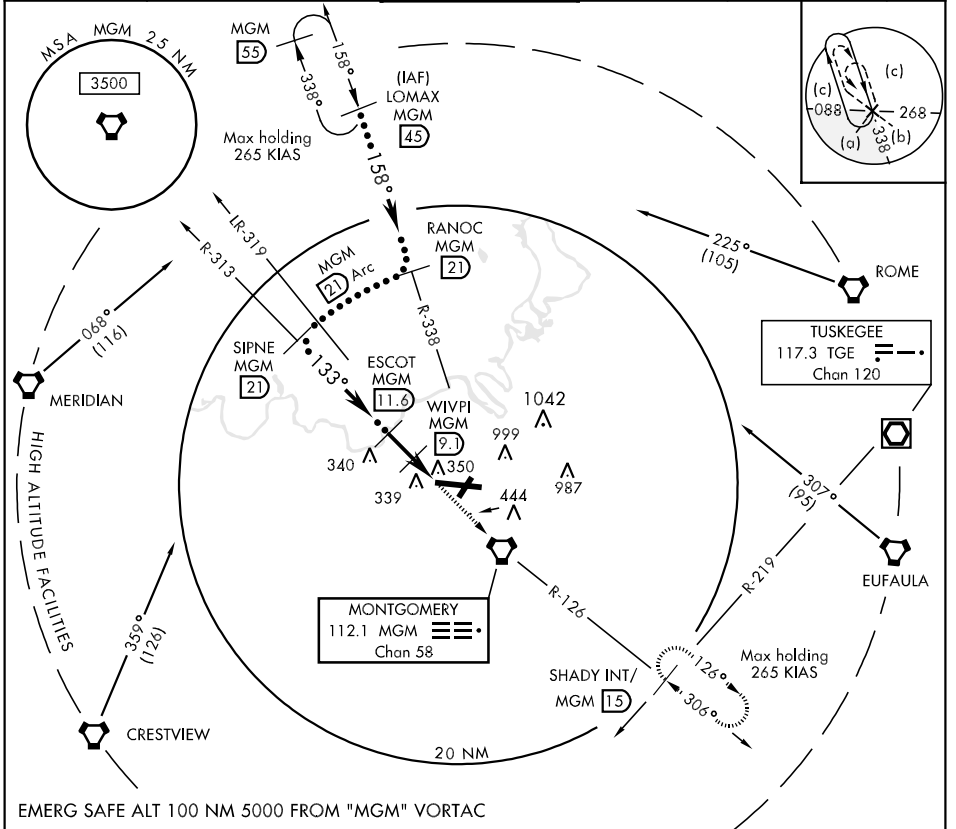 MSA MGM 25 NM
3500
MGM
55
158°
338°
(IAF)
LOMAX
MGM
45
Max holding
265 KIAS
158°
(c)
(c)
088
268
338
(a)
(b)
LR-319
R-313
MGM
21 Arc
RANOC
MGM
21
R-338
225°
(105)
ROME
068°
(116)
MERIDIAN
SIPNE
MGM
21
133°
ESCOT
MGM
11.6
WIVPI
MGM
9.1
TUSKEGEE
117.3 TGE
Chan 120
1042
999
340
350
339
987
444
307°
(95)
HIGH ALTITUDE FACILITIES
EUFAULA
R-219
359°
(126)
MONTGOMERY
112.1 MGM
Chan 58
R-126
SHADY INT/
MGM 15
126°
306°
Max holding
265 KIAS
CRESTVIEW
20 NM
EMERG SAFE ALT 100 NM 5000 FROM "MGM" VORTAC